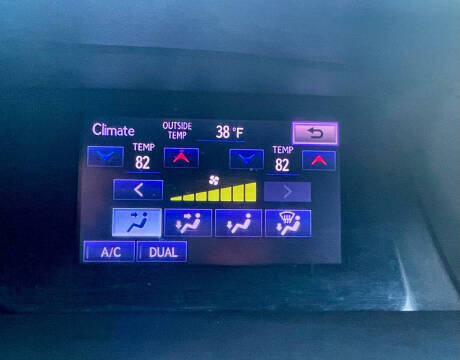 Climate OUTSIDE TEMP 38 °F
TEMP TEMP
82 82
A/C DUAL